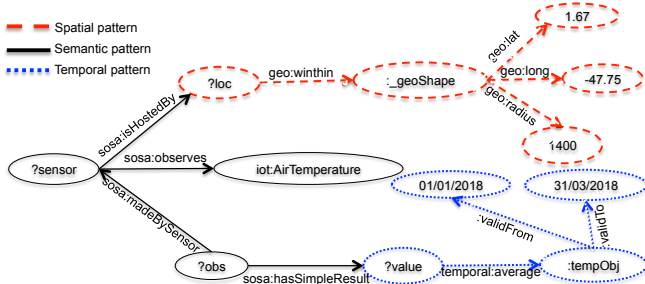 Spatial pattern
Semantic pattern
Temporal pattern
1.67
geo:lat
?loc
geo:winthin
:_geoShape
geo:long
-47.75
geo:radius
1400
sosa:isHostedBy
?sensor
sosa:observes
iot:AirTemperature
01/01/2018
31/03/2018
sosa:madeBySensor
:validFrom
:validTo
?obs
sosa:hasSimpleResult
?value
temporal:average
:tempObj